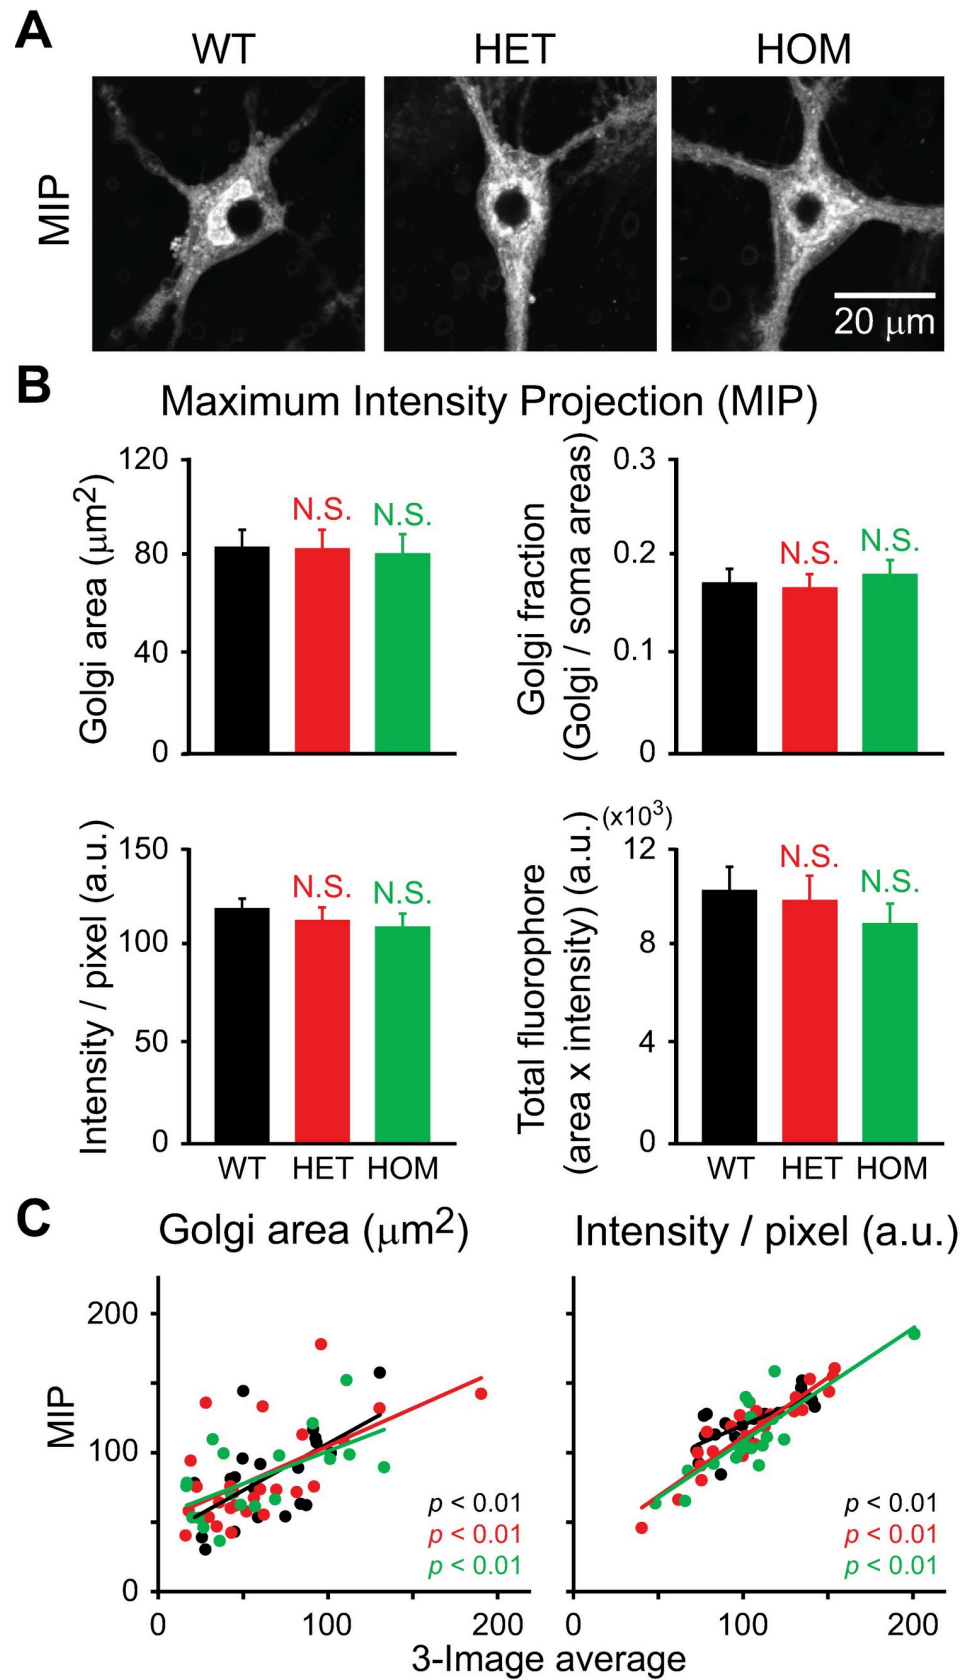 A
WT HET HOM
MIP
20 μm
B
Maximum Intensity Projection (MIP)
Golgi area (μm2)
120
80
40
0
N.S. N.S.
Golgi fraction
(Golgi / soma areas)
0.3
0.2
0.1
0
N.S. N.S.
Intensity / pixel (a.u.)
150
100
50
0
N.S. N.S.
WT HET HOM
Total fluorophore
(area x intensity) (a.u.)
(x10³)
12
8
4
0
N.S. N.S.
WT HET HOM
C
Golgi area (μm2)
Intensity / pixel (a.u.)
MIP
200
100
0
p < 0.01
p < 0.01
p < 0.01
0 100 200
p < 0.01
p < 0.01
p < 0.01
0 100 200
3-Image average